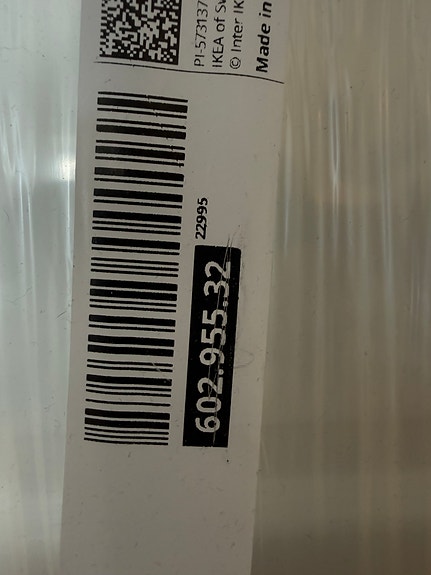 PI-573137
IKEA of Sw
© Inter IK
Made in
22995
602.955.32